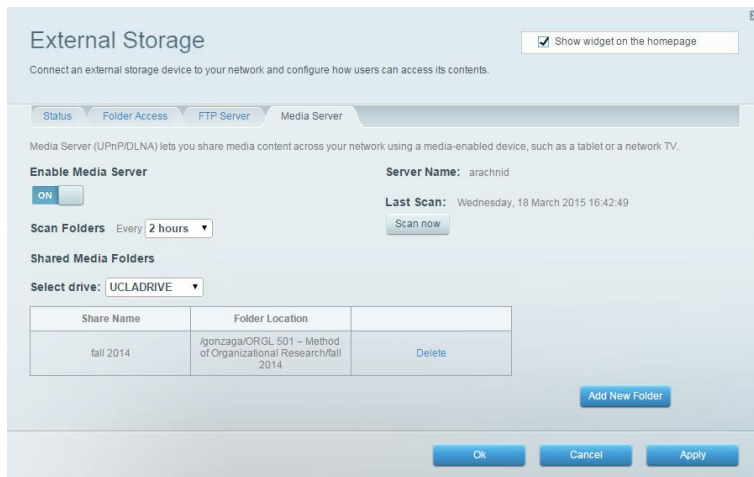 External Storage
Show widget on the homepage
Connect an external storage device to your network and configure how users can access its contents.
Status Folder Access FTP Server Media Server
Media Server (UPnP/DLNA) lets you share media content across your network using a media-enabled device, such as a tablet or a network TV.
Enable Media Server
ON
Server Name: arachnid
Last Scan: Wednesday, 18 March 2015 16:42:49
Scan now
Scan Folders Every 2 hours
Shared Media Folders
Select drive: UCLADRIVE
Share Name Folder Location
fall 2014
/gonzaga/ORGL 501 – Method
of Organizational Research/fall
2014
Delete
Add New Folder
Ok Cancel Apply